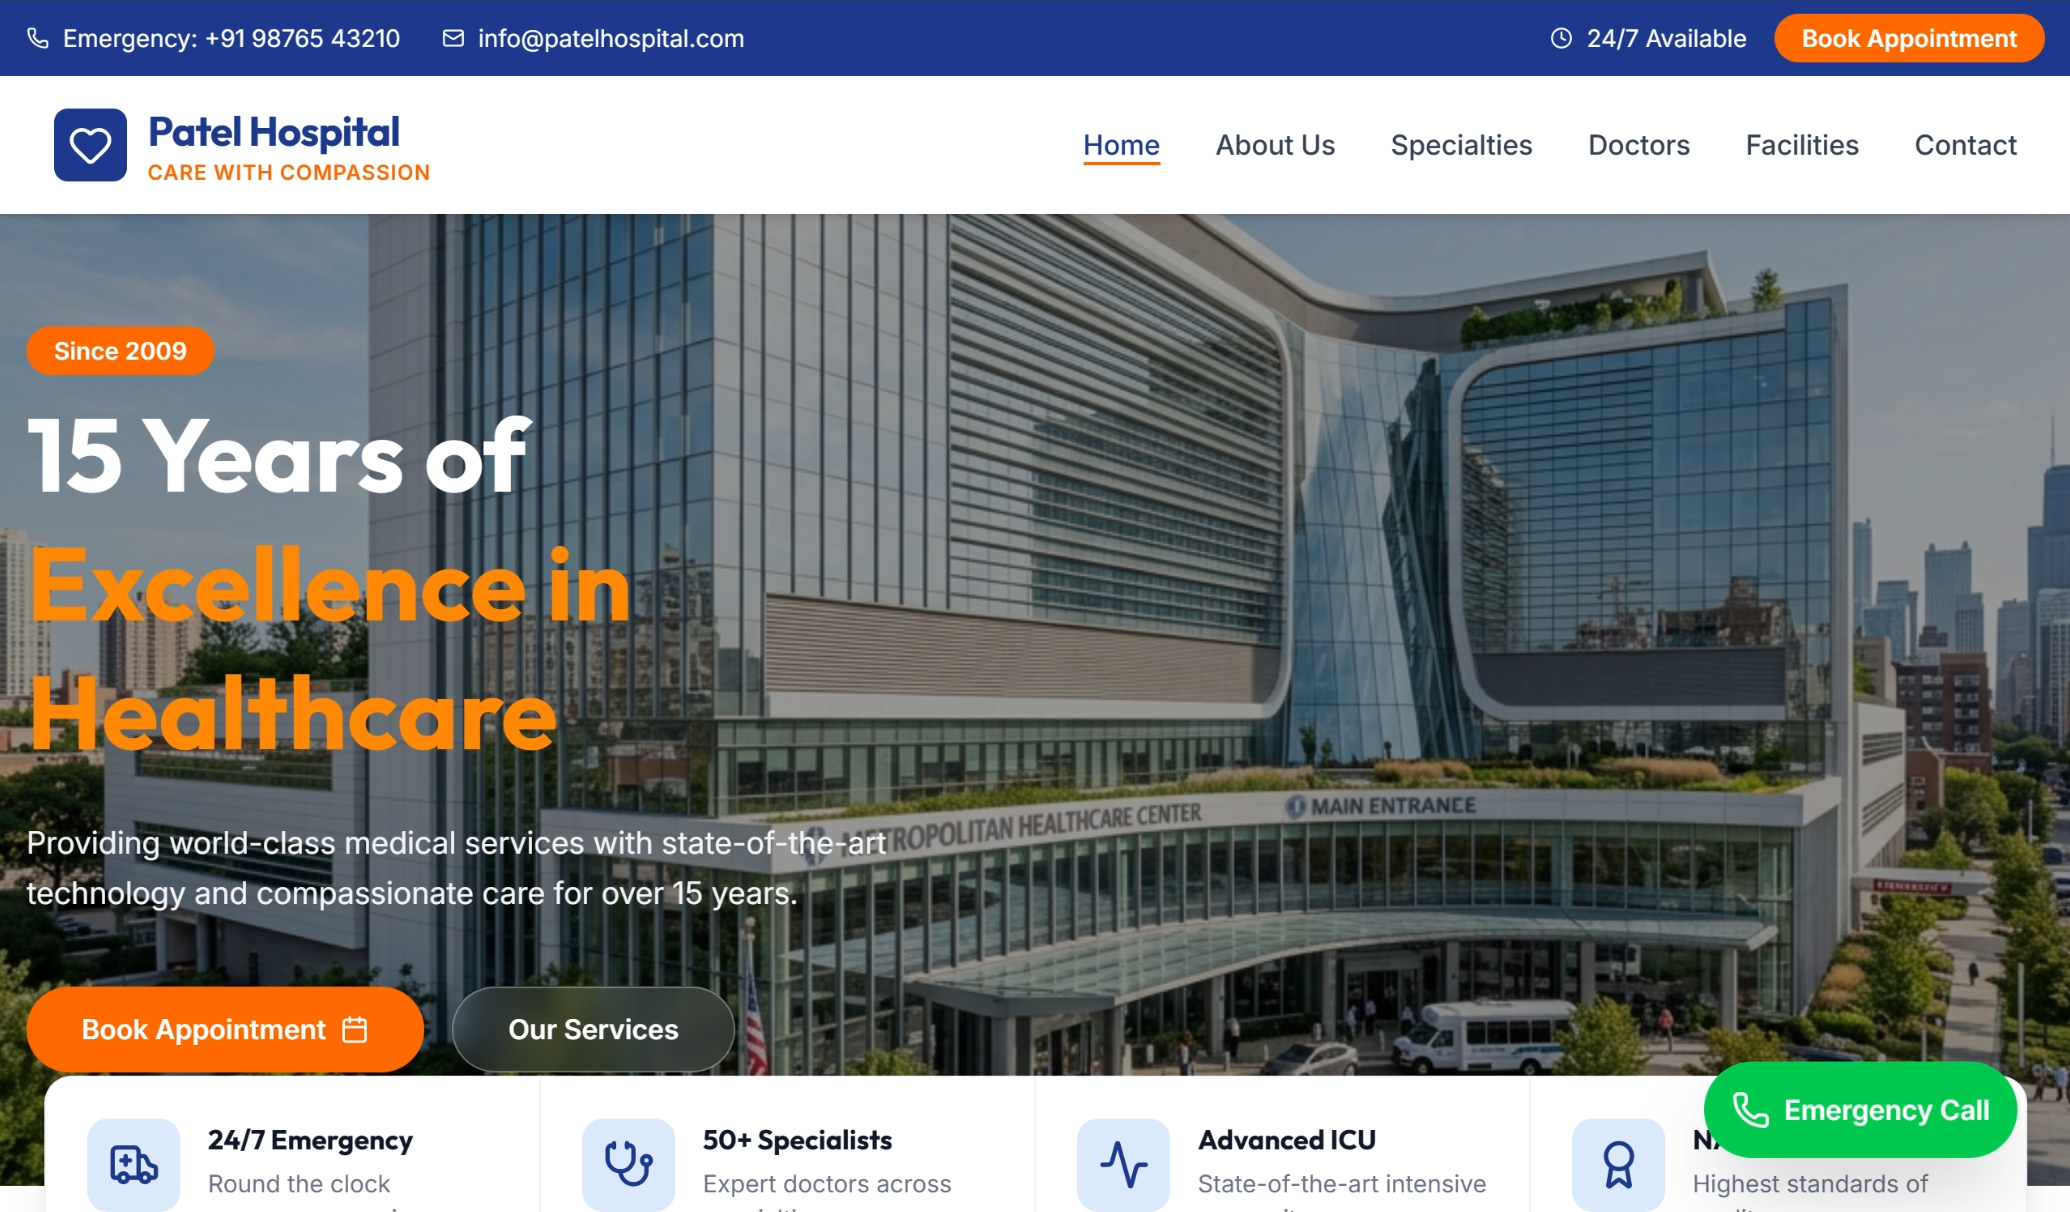 Emergency: +91 98765 43210
info@patelhospital.com
24/7 Available
Book Appointment
Patel Hospital
CARE WITH COMPASSION
Home
About Us
Specialties
Doctors
Facilities
Contact
Since 2009
15 Years of
Excellence in
Healthcare
METROPOLITAN HEALTHCARE CENTER
MAIN ENTRANCE
Providing world-class medical services with state-of-the-art
technology and compassionate care for over 15 years.
Book Appointment
Our Services
Emergency Call
24/7 Emergency
Round the clock
50+ Specialists
Expert doctors across
Advanced ICU
State-of-the-art intensive
Highest standards of